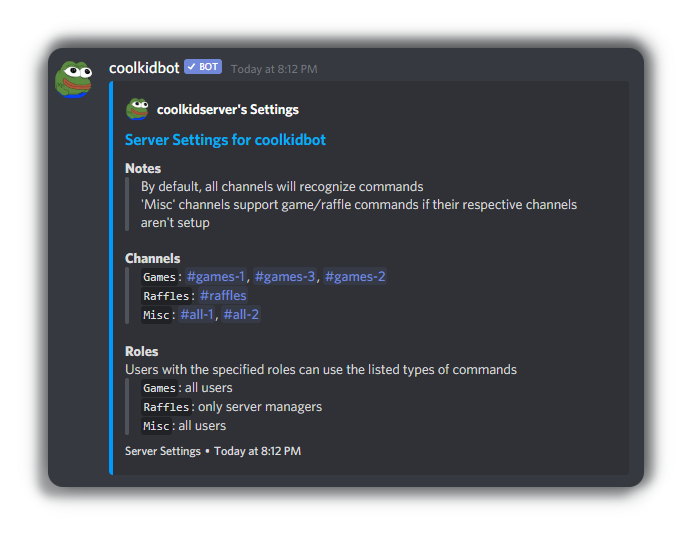 coolkidbot ✓ BOT Today at 8:12 PM
coolkidserver's Settings
Server Settings for coolkidbot
Notes
By default, all channels will recognize commands
'Misc' channels support game/raffle commands if their respective channels
aren't setup
Channels
Games: #games-1, #games-3, #games-2
Raffles: #raffles
Misc: #all-1, #all-2
Roles
Users with the specified roles can use the listed types of commands
Games: all users
Raffles: only server managers
Misc: all users
Server Settings • Today at 8:12 PM